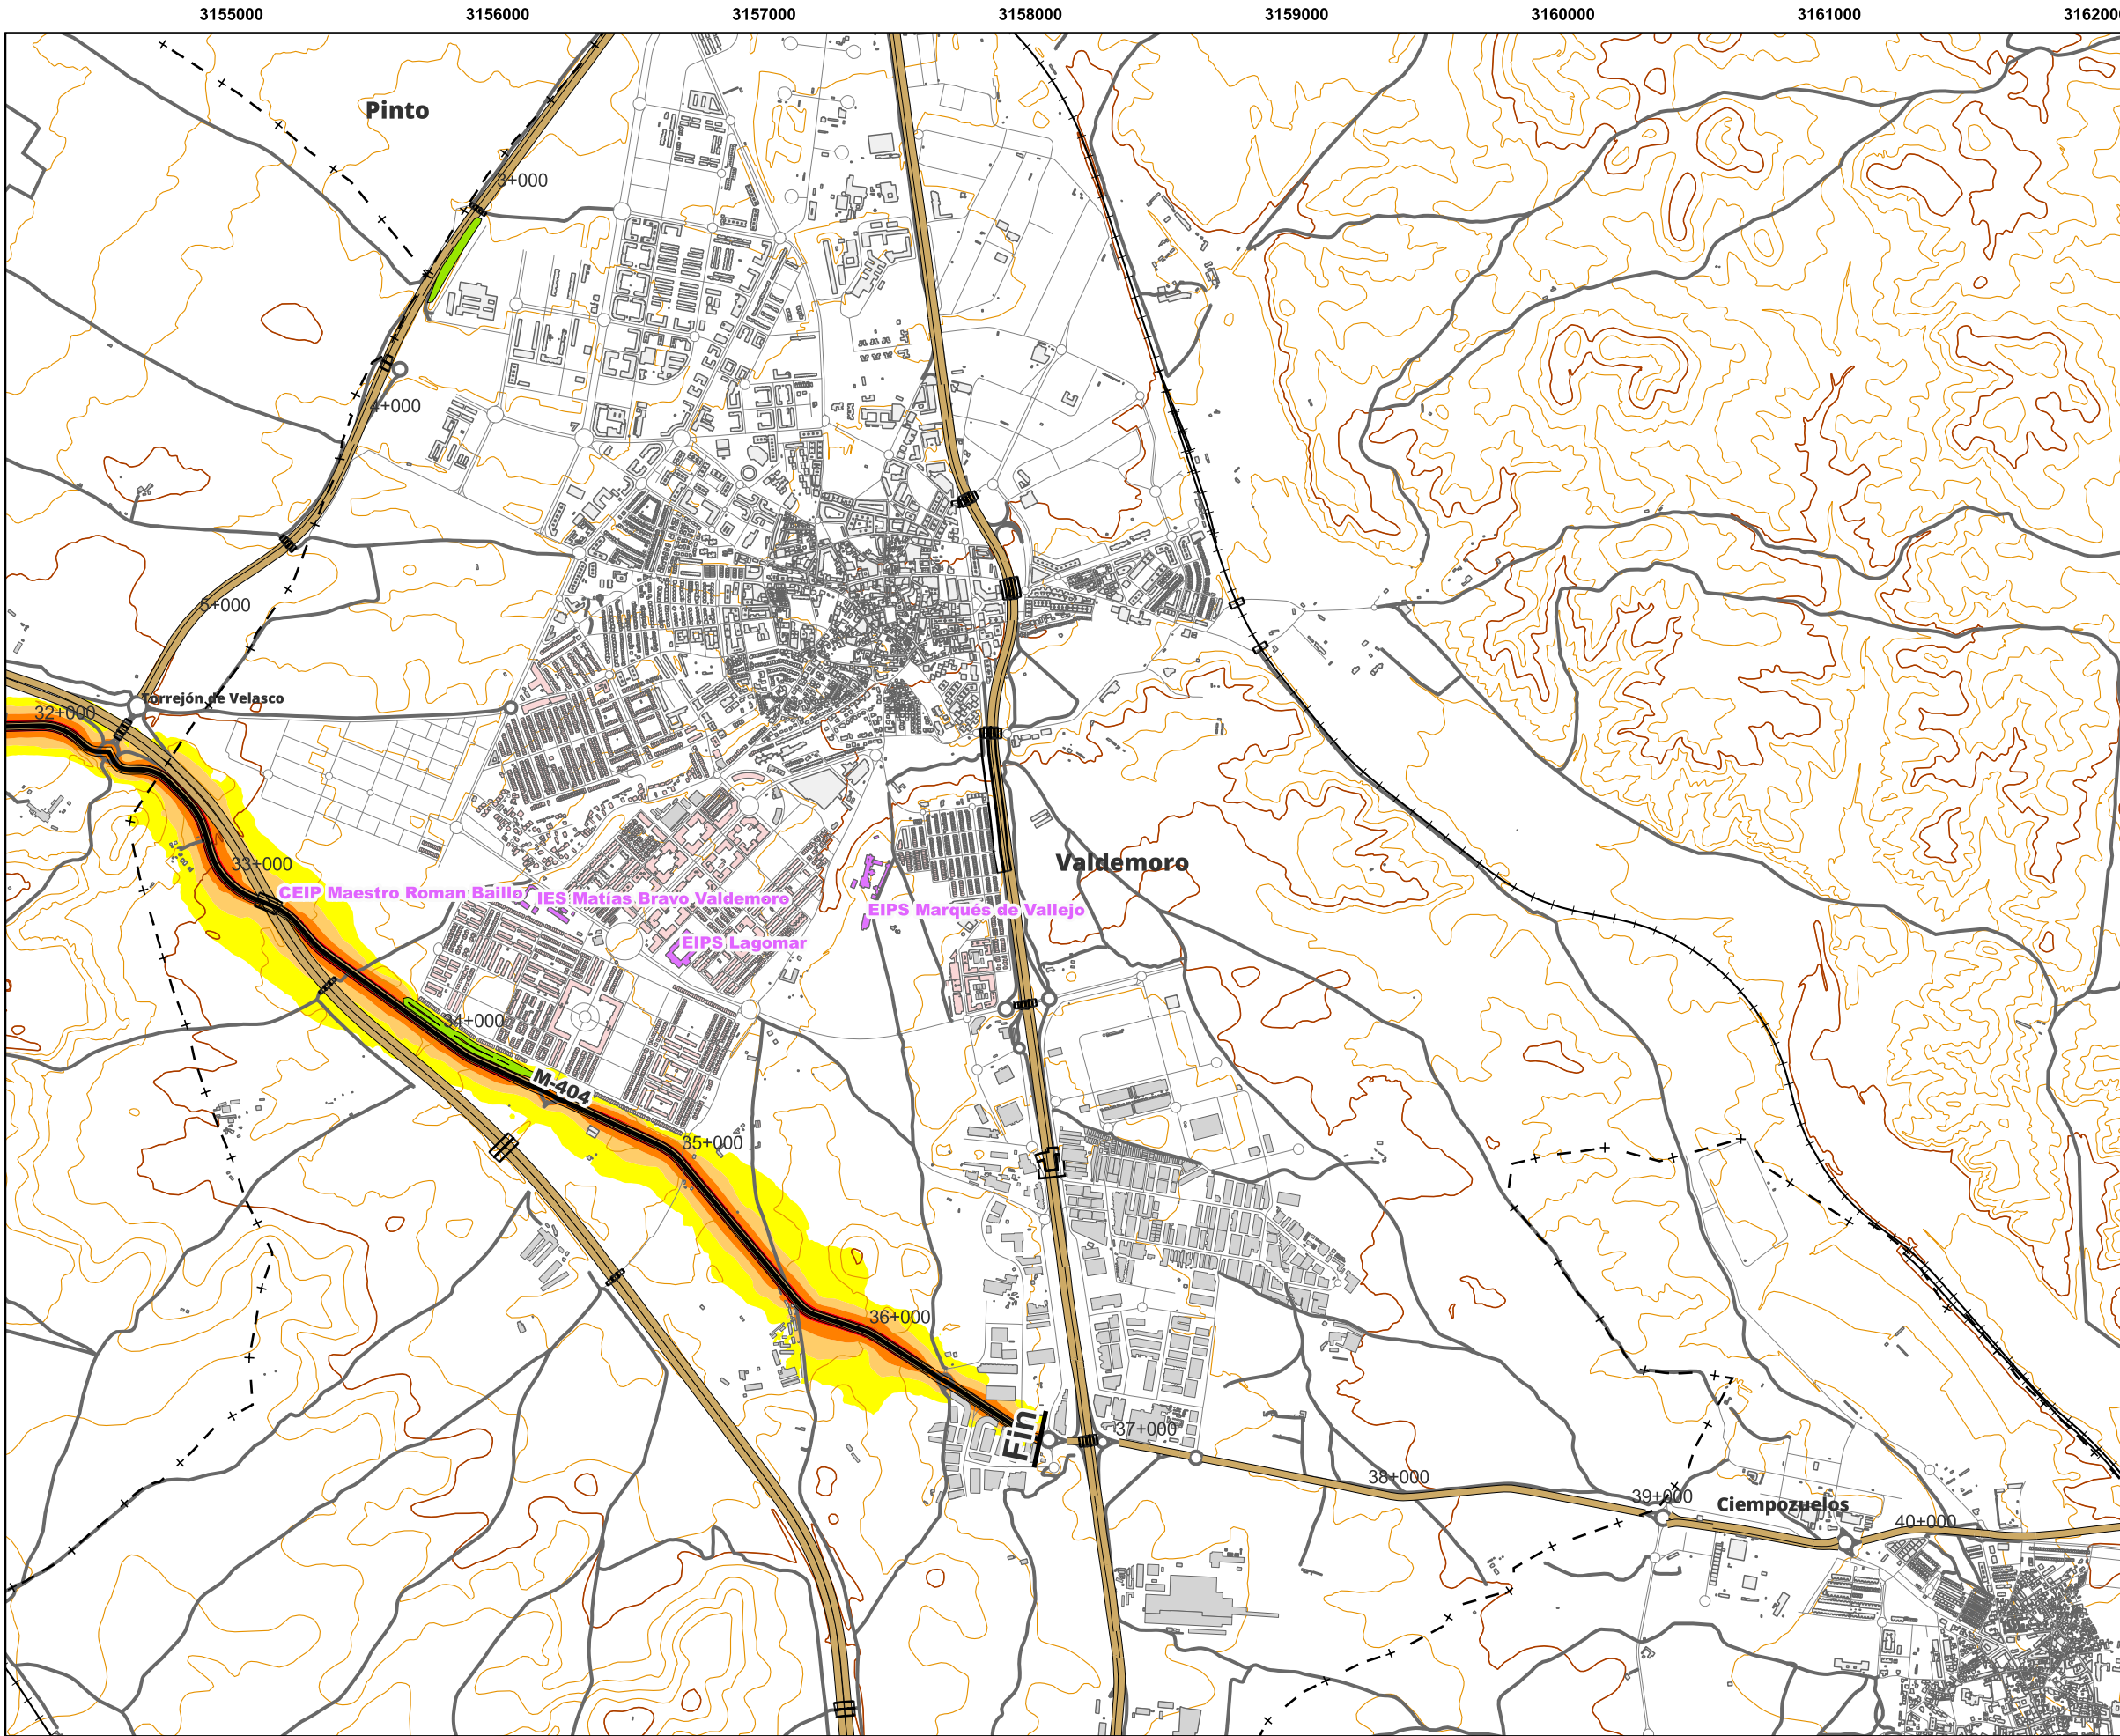 3155000 3156000 3157000 3158000 3159000 3160000 3161000
Pinto
3+000
4+000
5+000
Torrejón de Velasco
32+000
33+000
Valdemoro
CEIP Maestro Roman Baillo
IES Matías Bravo Valdemoro
EIPS Marqués de Vallejo
EIPS Lagomar
34+000
M-404
35+000
36+000
Fin
37+000
38+000
39+000
Ciempozuelos
40+000